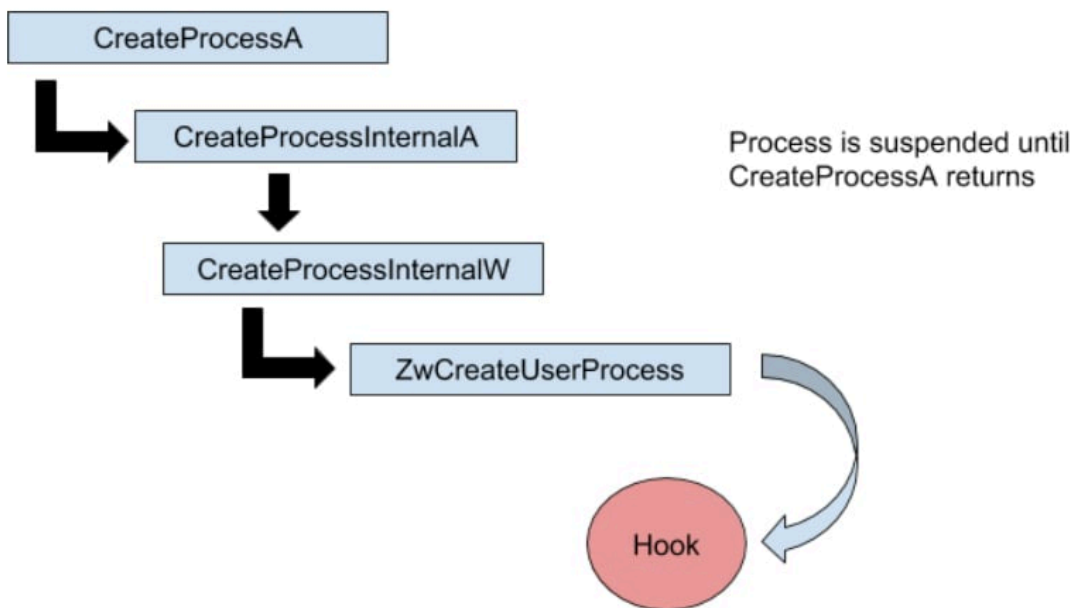 CreateProcessA
CreateProcessInternalA
Process is suspended until
CreateProcessA returns
CreateProcessInternalW
ZwCreateUserProcess
Hook